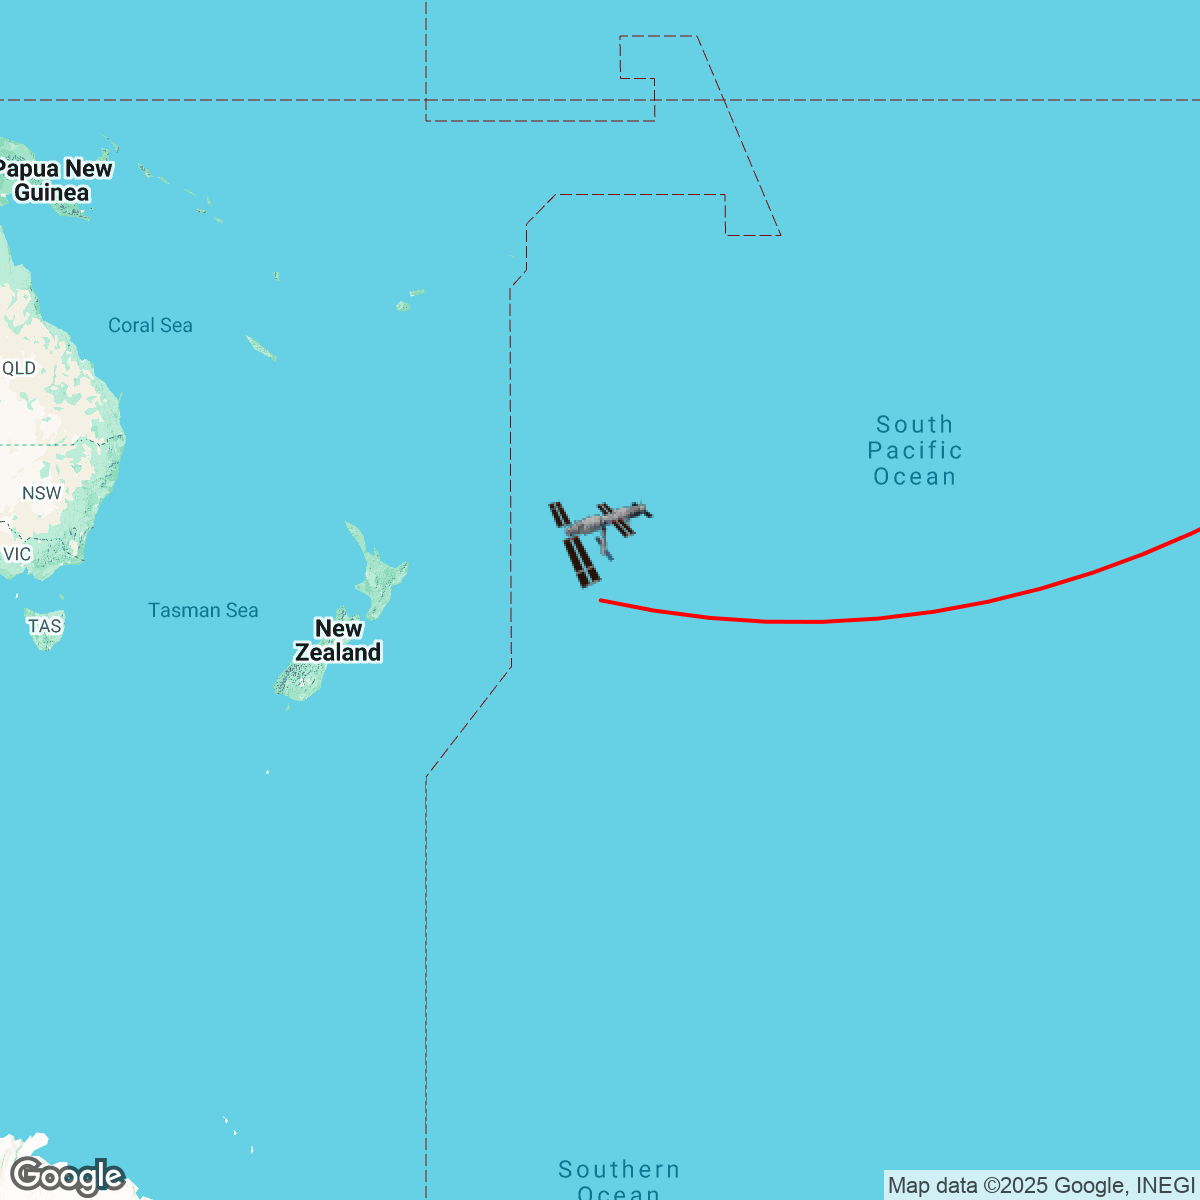 Papua New
Guinea
Coral Sea
QLD
South
Pacific
Ocean
NSW
VIC
Tasman Sea
TAS
New
Zealand
Southern
Ocean
Google
Map data ©2025 Google, INEGI